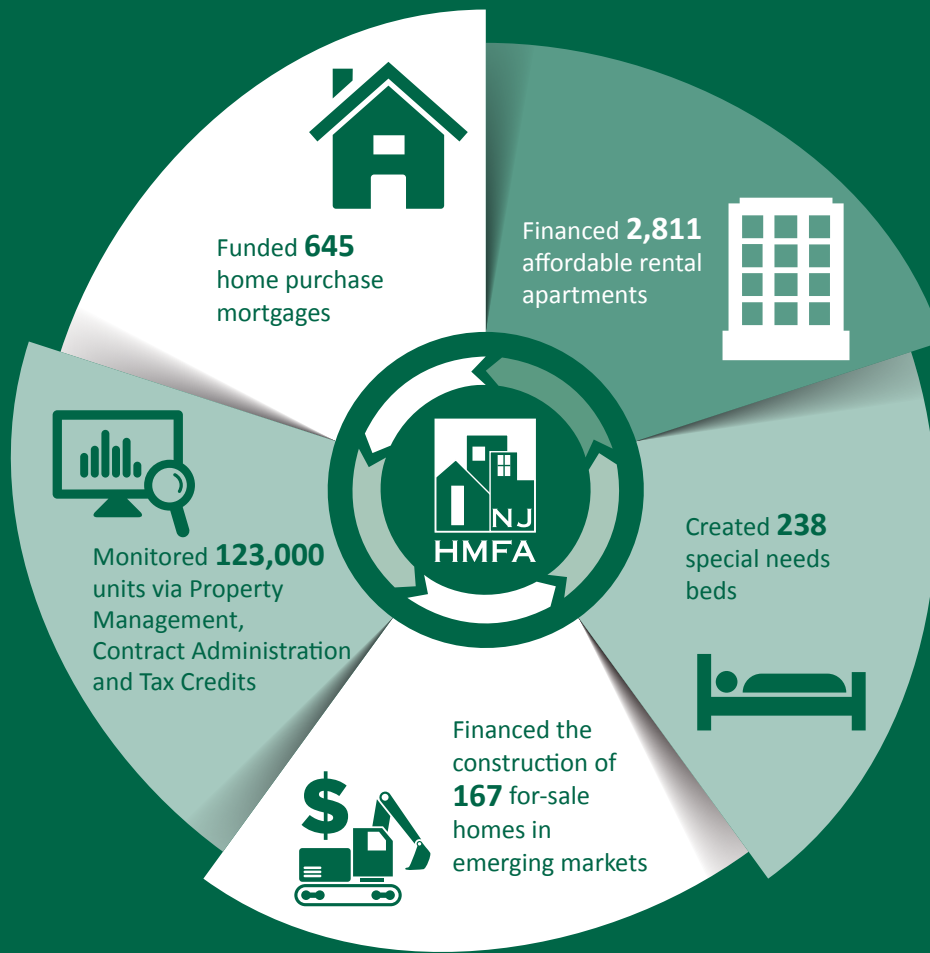 Funded 645
home purchase
mortgages
Financed 2,811
affordable rental
apartments
Monitored 123,000
units via Property
Management,
Contract Administration
and Tax Credits
NJ
HMFA
Created 238
special needs
beds
$
Financed the
construction of
167 for-sale
homes in
emerging markets